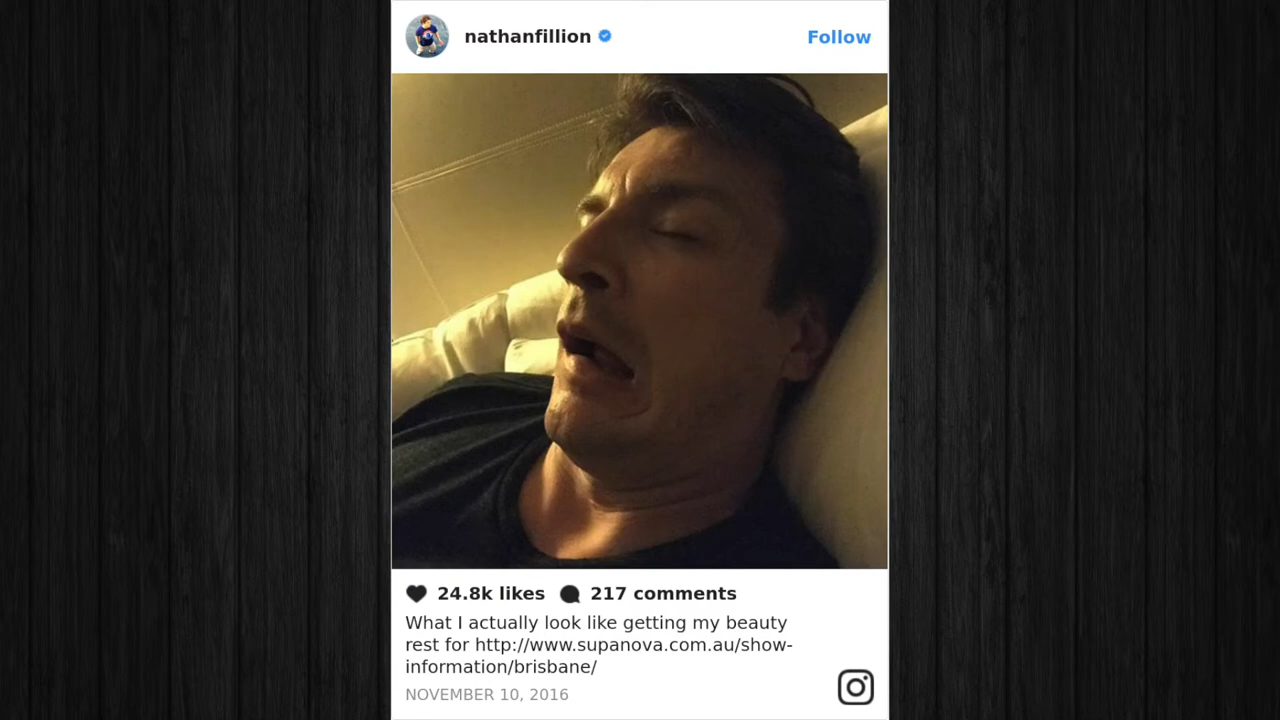 nathanfillion
Follow
24.8k likes 217 comments
What I actually look like getting my beauty
rest for http://www.supanova.com.au/show-
information/brisbane/
NOVEMBER 10, 2016